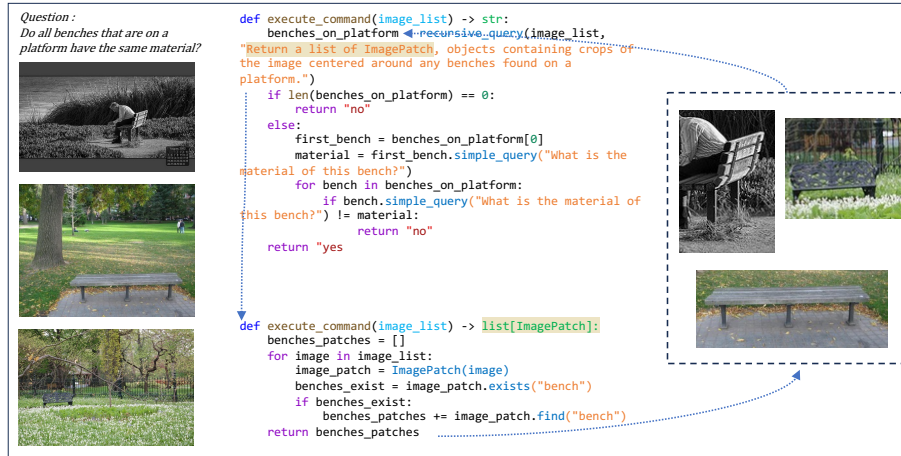 Question :
Do all benches that are on a
platform have the same material?
def execute_command(image_list) -> str:
benches_on_platform recursive_query(image_list,
"Return a list of ImagePatch, objects containing crops of
the image centered around any benches found on a
platform.")
if len(benches_on_platform) == 0:
return "no"
else:
first_bench = benches_on_platform[0]
material = first_bench.simple_query("What is the
material of this bench?")
for bench in benches_on_platform:
if bench.simple_query("What is the material of
this bench?") != material:
return "no"
return "yes
def execute_command(image_list) -> list[ImagePatch]:
benches_patches = []
for image in image_list:
image_patch = ImagePatch(image)
benches_exist = image_patch.exists("bench")
if benches_exist:
benches_patches += image_patch.find("bench")
return benches_patches